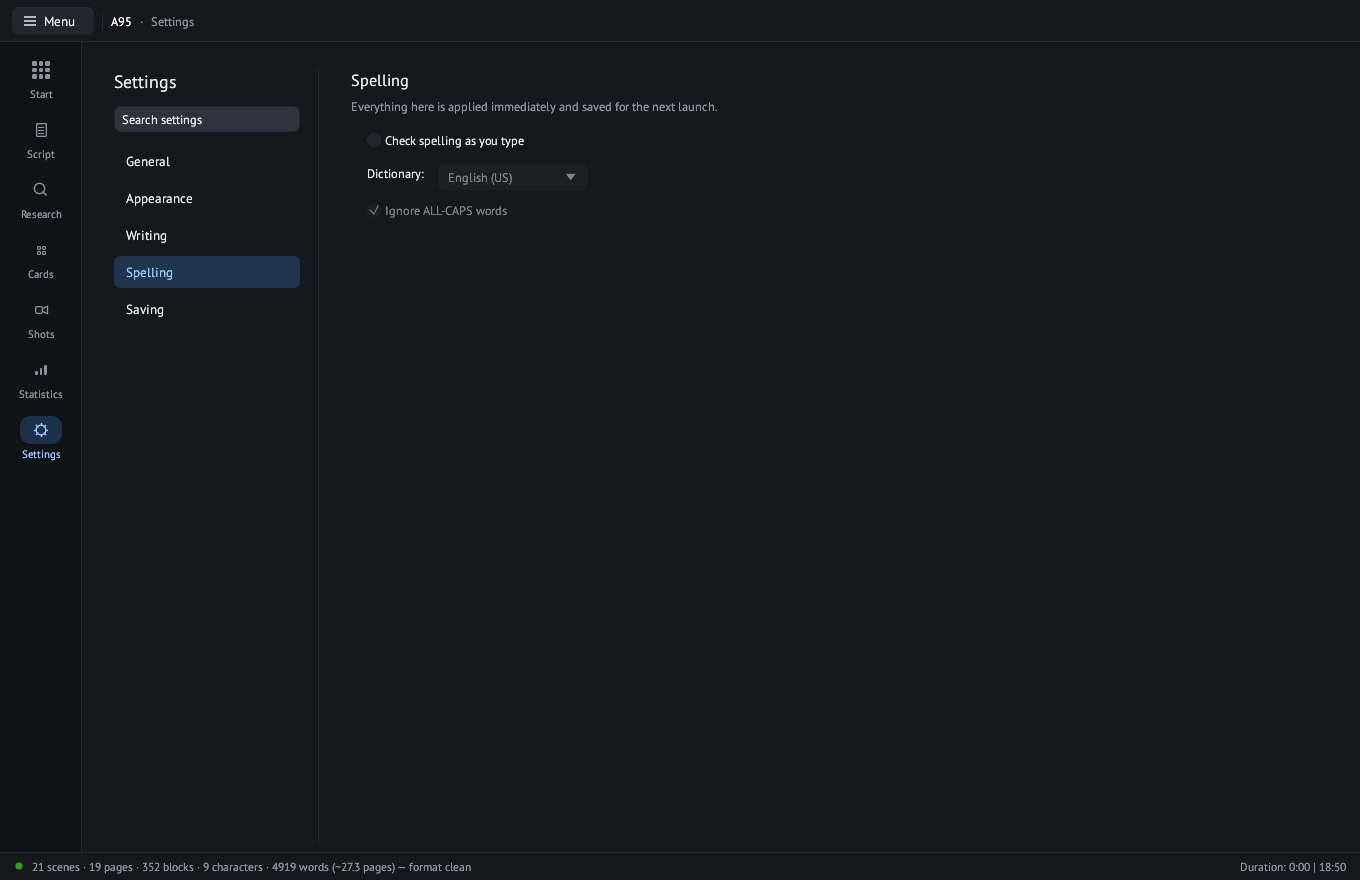 Menu
A95 · Settings
Start
Script
Research
Cards
Shots
Statistics
Settings
Settings
Search settings
General
Appearance
Writing
Spelling
Saving
Spelling
Everything here is applied immediately and saved for the next launch.
Check spelling as you type
Dictionary: English (US)
Ignore ALL-CAPS words
21 scenes · 19 pages · 352 blocks · 9 characters · 4919 words (~27.3 pages) — format clean
Duration: 0:00 | 18:50